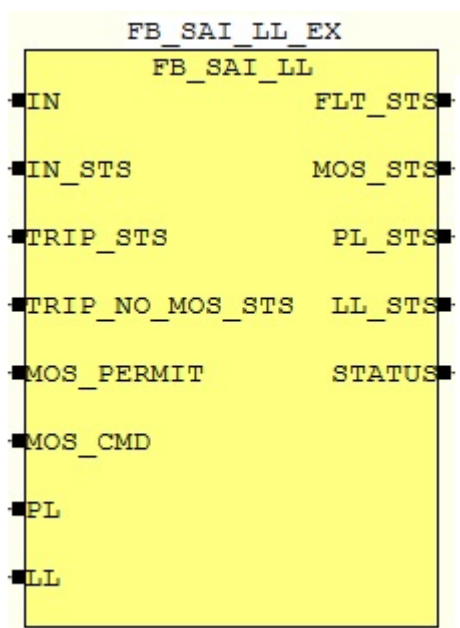 FB_SAI_LL_EX
FB_SAI_LL
IN FLT_STS
IN_STS MOS_STS
TRIP_STS PL_STS
TRIP_NO_MOS_STS LL_STS
MOS_PERMIT STATUS
MOS_CMD
PL
LL